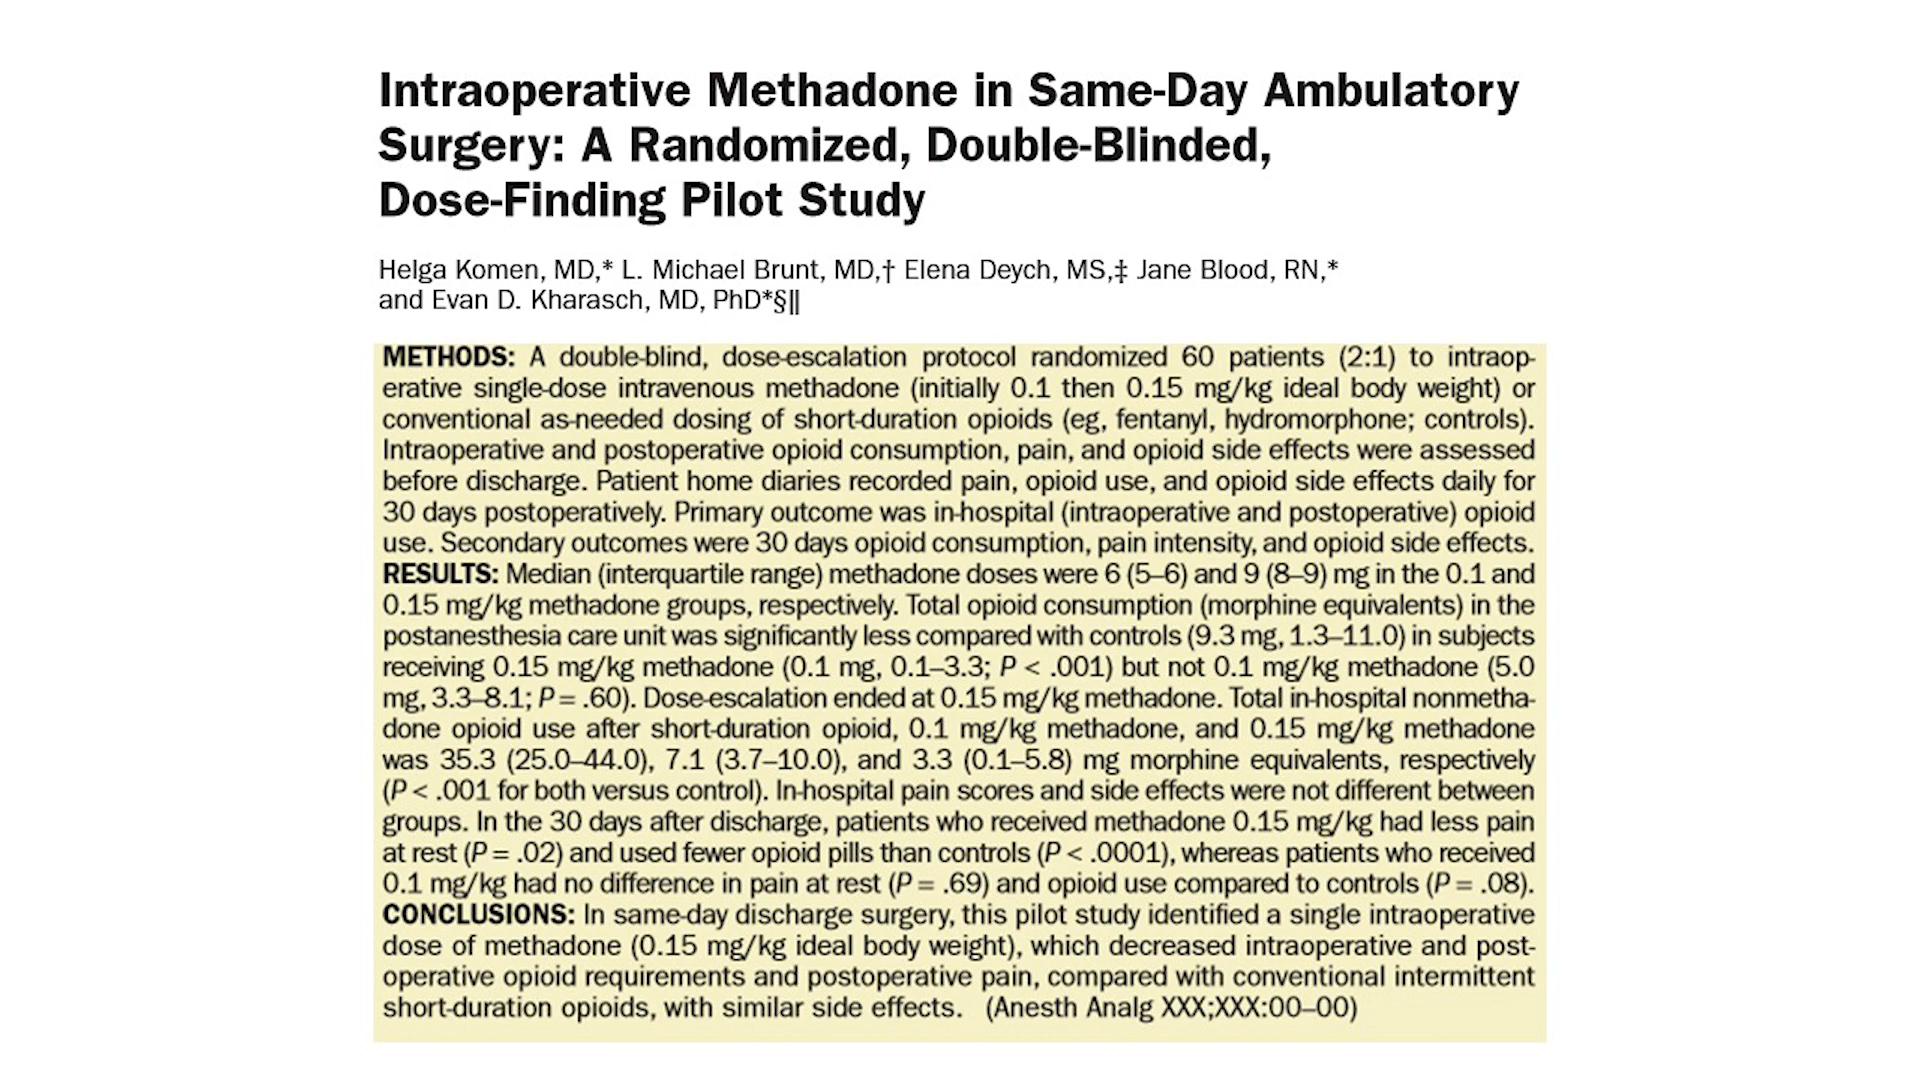 Intraoperative Methadone in Same-Day Ambulatory
Surgery: A Randomized, Double-Blinded,
Dose-Finding Pilot Study
Helga Komen, MD,* L. Michael Brunt, MD,† Elena Deych, MS,‡ Jane Blood, RN,*
and Evan D. Kharasch, MD, PhD*§‖
METHODS: A double-blind, dose-escalation protocol randomized 60 patients (2:1) to intraop-
erative single-dose intravenous methadone (initially 0.1 then 0.15 mg/kg ideal body weight) or
conventional as-needed dosing of short-duration opioids (eg, fentanyl, hydromorphone; controls).
Intraoperative and postoperative opioid consumption, pain, and opioid side effects were assessed
before discharge. Patient home diaries recorded pain, opioid use, and opioid side effects daily for
30 days postoperatively. Primary outcome was in-hospital (intraoperative and postoperative) opioid
use. Secondary outcomes were 30 days opioid consumption, pain intensity, and opioid side effects.
RESULTS: Median (interquartile range) methadone doses were 6 (5–6) and 9 (8–9) mg in the 0.1 and
0.15 mg/kg methadone groups, respectively. Total opioid consumption (morphine equivalents) in the
postanesthesia care unit was significantly less compared with controls (9.3 mg, 1.3–11.0) in subjects
receiving 0.15 mg/kg methadone (0.1 mg, 0.1–3.3; P < .001) but not 0.1 mg/kg methadone (5.0
mg, 3.3–8.1; P = .60). Dose-escalation ended at 0.15 mg/kg methadone. Total in-hospital nonmetha-
done opioid use after short-duration opioid, 0.1 mg/kg methadone, and 0.15 mg/kg methadone
was 35.3 (25.0–44.0), 7.1 (3.7–10.0), and 3.3 (0.1–5.8) mg morphine equivalents, respectively
(P < .001 for both versus control). In-hospital pain scores and side effects were not different between
groups. In the 30 days after discharge, patients who received methadone 0.15 mg/kg had less pain
at rest (P = .02) and used fewer opioid pills than controls (P < .0001), whereas patients who received
0.1 mg/kg had no difference in pain at rest (P = .69) and opioid use compared to controls (P = .08).
CONCLUSIONS: In same-day discharge surgery, this pilot study identified a single intraoperative
dose of methadone (0.15 mg/kg ideal body weight), which decreased intraoperative and post-
operative opioid requirements and postoperative pain, compared with conventional intermittent
short-duration opioids, with similar side effects. (Anesth Analg XXX;XXX:00–00)